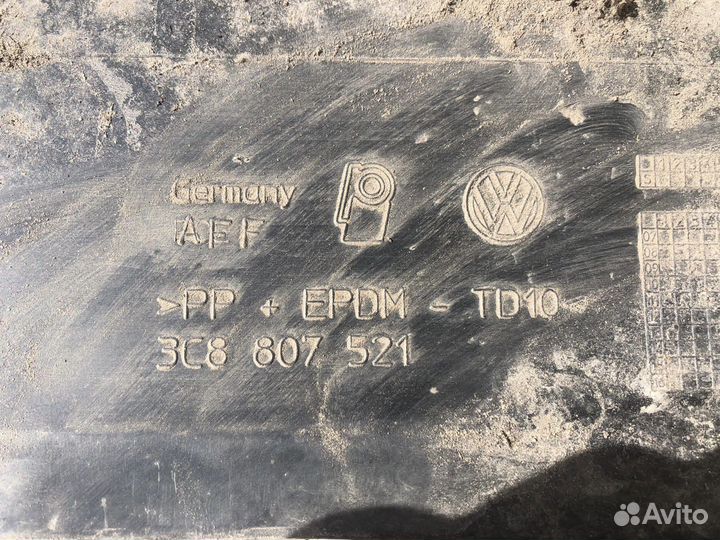 Germany
AEF
>PP + EPDM - TD10
3C8 807 521
Avito